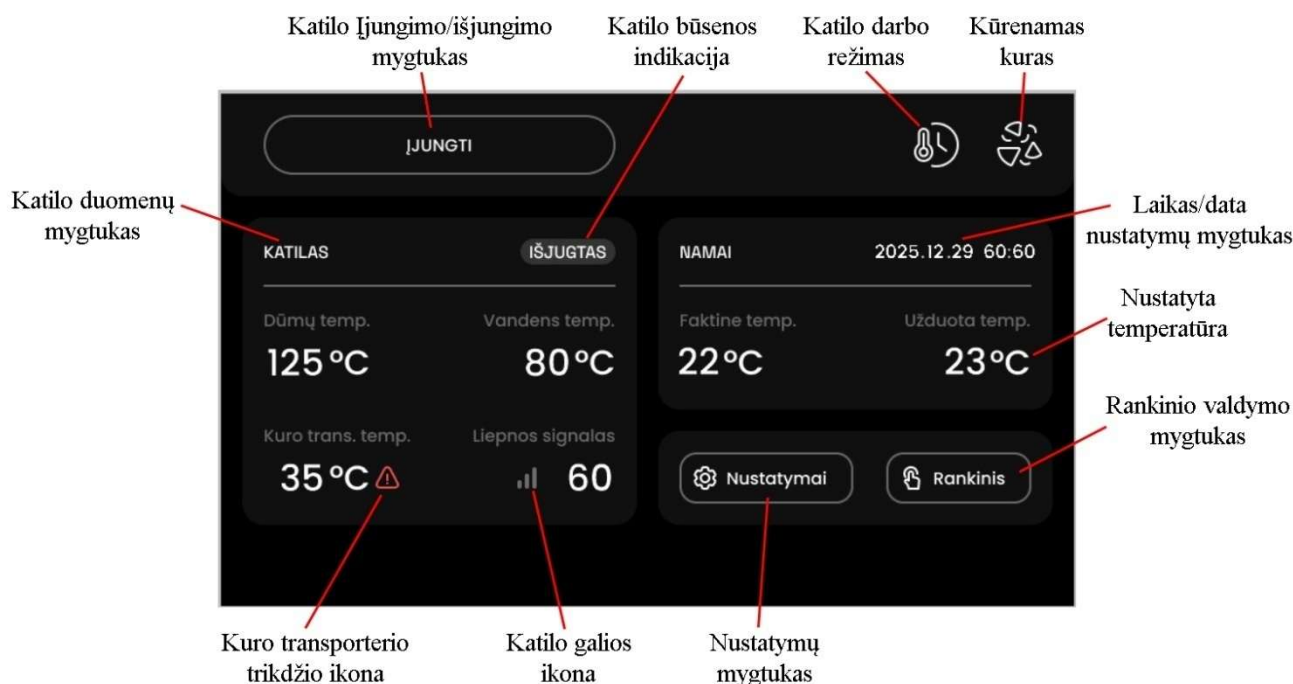 Katilo Įjungimo/išjungimo
mygtukas
Katilo būsenos
indikacija
Katilo darbo
režimas
Kūrenamas
kuras
ĮJUNGTI
Katilo duomenų
mygtukas
Laikas/data
nustatymų mygtukas
KATILAS
IŠJUGTAS
NAMAI
2025.12.29 60:60
Nustatyta
temperatūra
Dūmų temp.
Vandens temp.
Faktine temp.
Užduota temp.
125 °C
80 °C
22°C
23°C
Rankinio valdymo
mygtukas
Kuro trans. temp.
Liepnos signalas
35 °C
60
Nustatymai
Rankinis
Kuro transporterio
trikdžio ikona
Katilo galios
ikona
Nustatymų
mygtukas